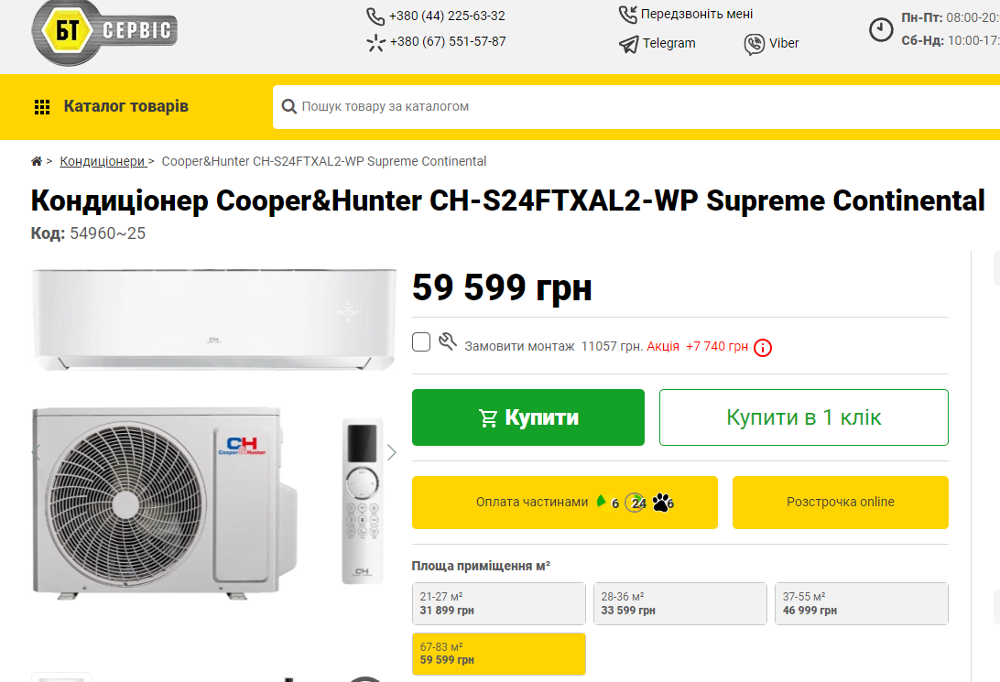 БТ СЕРВІС
+380 (44) 225-63-32
+380 (67) 551-57-87
Передзвоніть мені
Telegram
Viber
Пн-Пт: 08:00-20:
Сб-Нд: 10:00-17:
Каталог товарів
Пошук товару за каталогом
> Кондиціонери > Cooper&Hunter CH-S24FTXAL2-WP Supreme Continental
Кондиціонер Cooper&Hunter CH-S24FTXAL2-WP Supreme Continental
Код: 54960~25
59 599 грн
Замовити монтаж 11057 грн. Акція +7 740 грн
Купити
Купити в 1 клік
Оплата частинами 6 24 6
Розстрочка online
Площа приміщення м²
21-27 м²
31 899 грн
28-36 м²
33 599 грн
37-55 м²
46 999 грн
67-83 м²
59 599 грн
CH
CH
Cooper&Hunter
CH